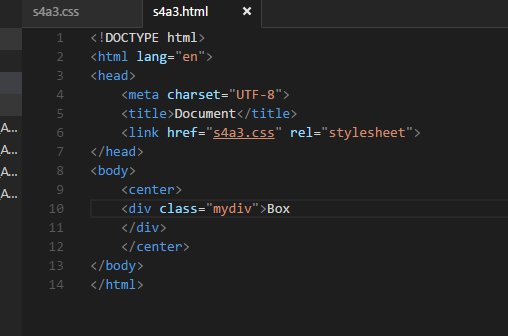 s4a3.css s4a3.html ×
1 <!DOCTYPE html>
2 <html lang="en">
3 <head>
4 <meta charset="UTF-8">
5 <title>Document</title>
6 <link href="s4a3.css" rel="stylesheet">
7 </head>
8 <body>
9 <center>
10 <div class="mydiv">Box
11 </div>
12 </center>
13 </body>
14 </html>
A...
A...
A...
A...